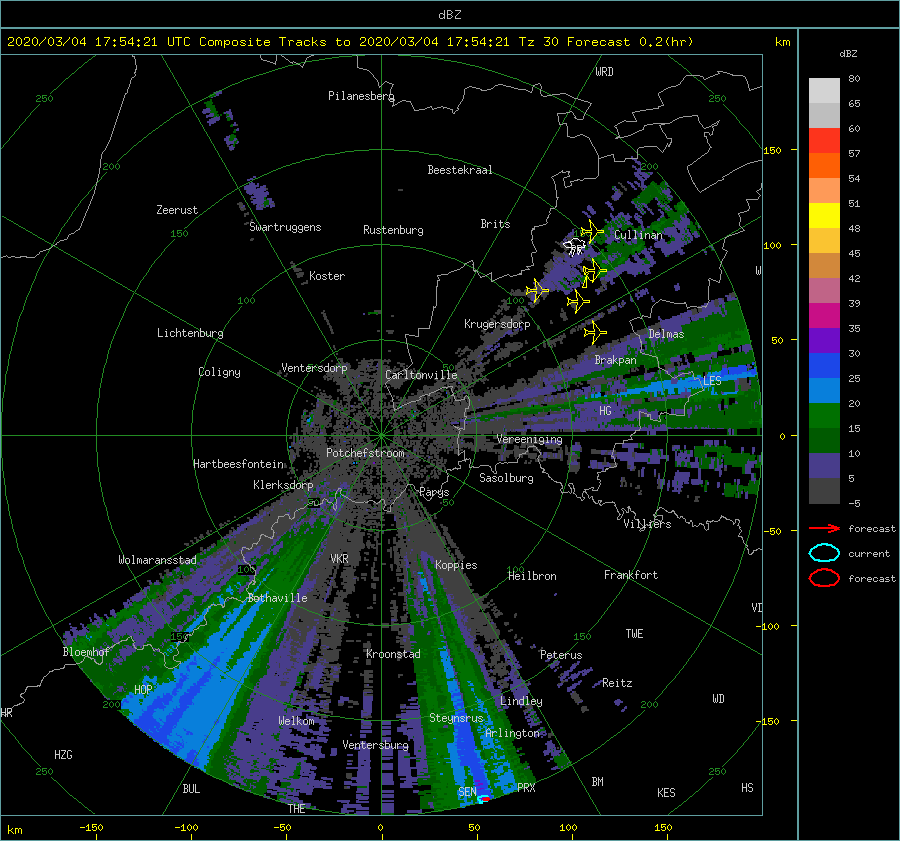 dBZ
2020/03/04 17:54:21 UTC Composite Tracks to 2020/03/04 17:54:21 Tz 30 Forecast 0.2(hr)
km
dBZ
WRD
80
250
Pilanesberg
250
65
60
150
57
200
Beestekraal
200
54
Zeerust
51
Swartruggens
Rustenburg
Brits
150
Cullinan
48
100
W
45
Koster
42
100
100
39
Lichtenburg
Krugersdorp
Delmas
35
50
Ventersdorp
Brakpan
30
Coligny
Carltonville
LES
25
20
HG
15
Vereeniging
0
Potchefstroom
10
Hartbeesfontein
5
Klerksdorp
Parys
Sasolburg
-5
50
50
Villiers
forecast
-50
Wolmaransstad
VKR
Koppies
current
100
100
Heilbron
Frankfort
forecast
Bothaville
VD
-100
150
150
TWE
Bloemhof
Kroonstad
Peterus
Reitz
HOP
WD
200
Lindley
200
HR
Welkom
Steynsrus
-150
Arlington
HZG
Ventersburg
250
250
BUL
SEN
PRX
BM
KES
HS
THE
km
-150
-100
-50
0
50
100
150